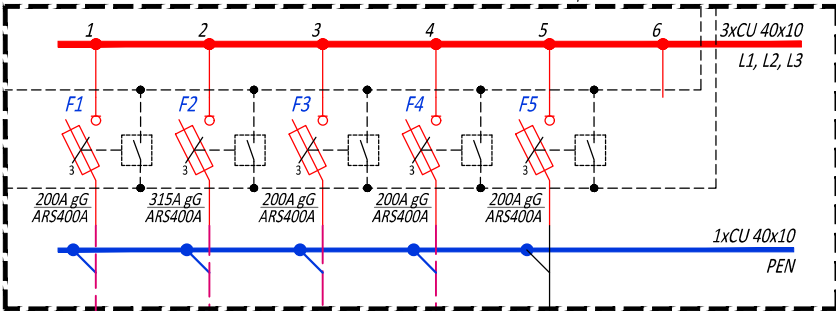 1 2 3 4 5 6 3xCU 40x10
L1, L2, L3
F1 F2 F3 F4 F5
3 3 3 3 3
200A gG 315A gG 200A gG 200A gG 200A gG
ARS400A ARS400A ARS400A ARS400A ARS400A
1xCU 40x10
PEN